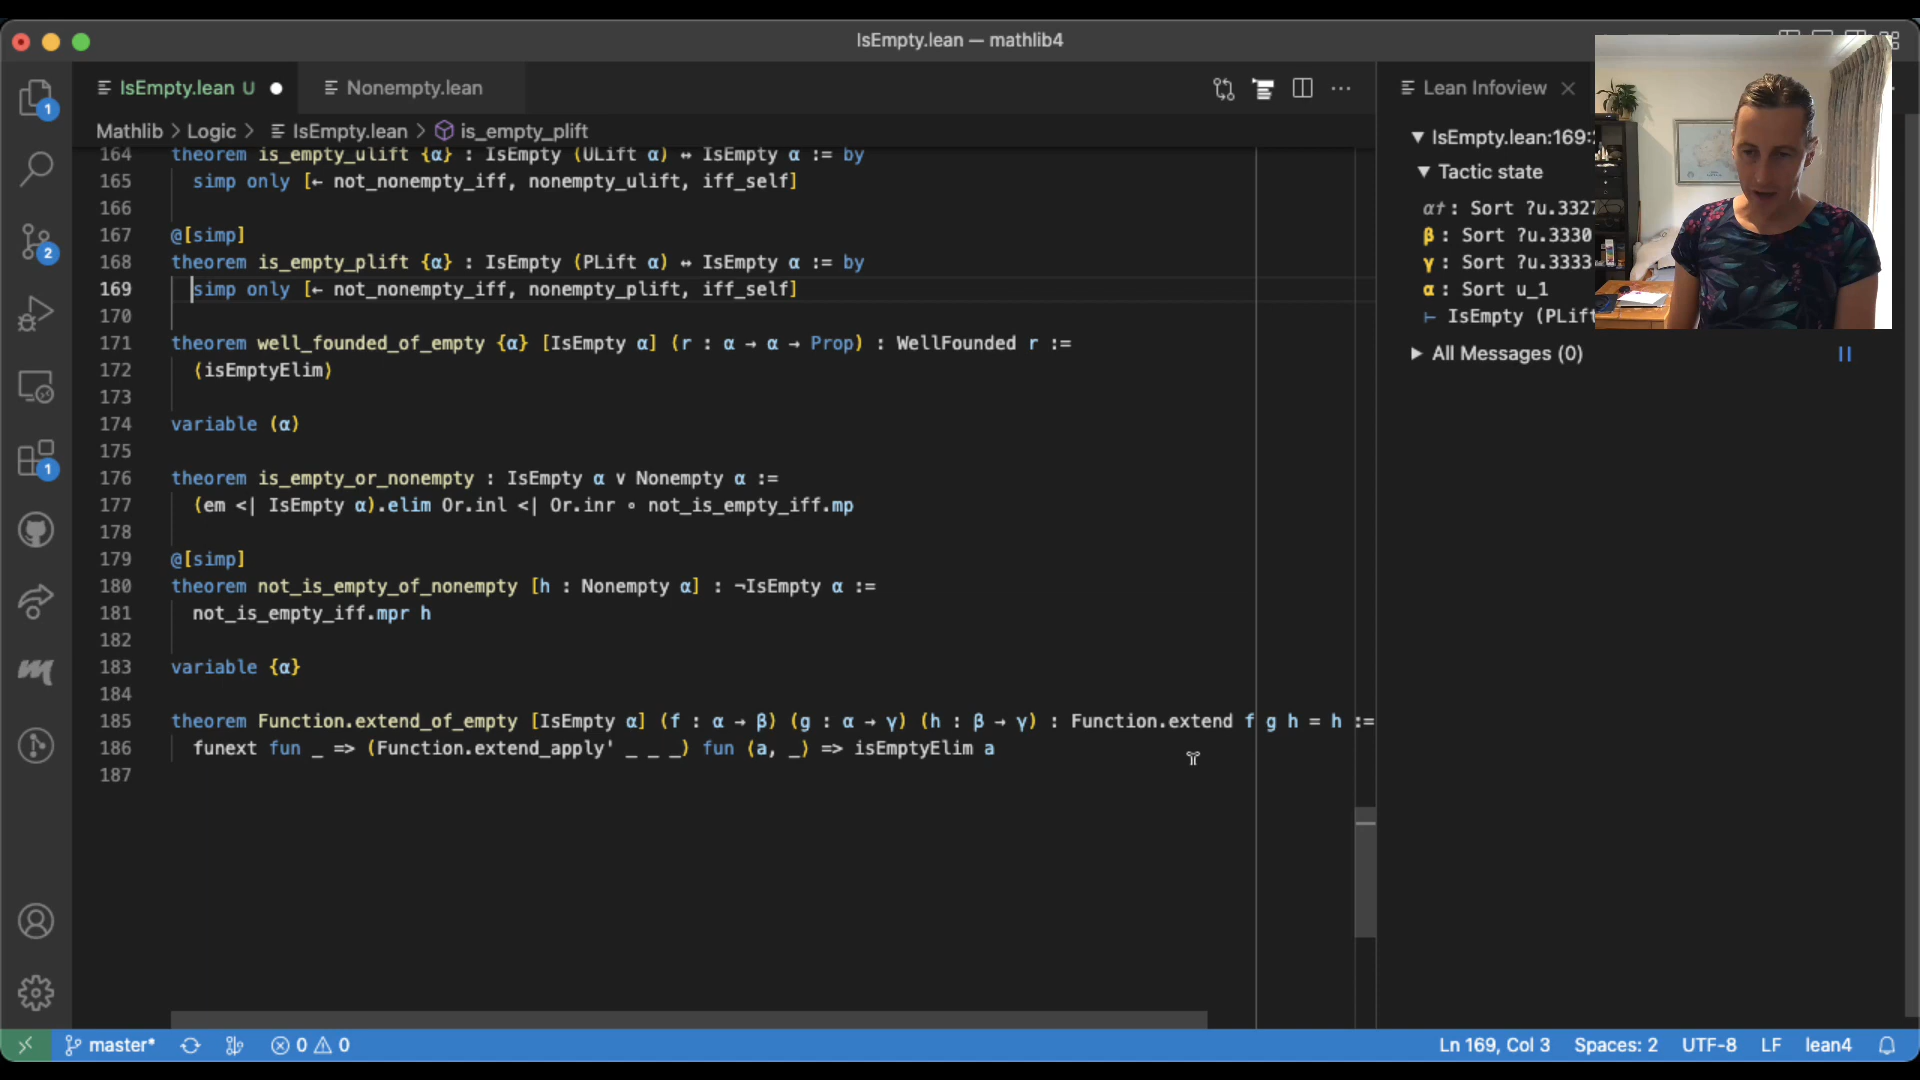 IsEmpty.lean — mathlib4
IsEmpty.lean U
Nonempty.lean
Lean Infoview
Mathlib > Logic > IsEmpty.lean > is_empty_plift
164 theorem is_empty_ulift {α} : IsEmpty (ULift α) ↔ IsEmpty α := by
165 simp only [← not_nonempty_iff, nonempty_ulift, iff_self]
166
167 @[simp]
168 theorem is_empty_plift {α} : IsEmpty (PLift α) ↔ IsEmpty α := by
169 simp only [← not_nonempty_iff, nonempty_plift, iff_self]
170
171 theorem well_founded_of_empty {α} [IsEmpty α] (r : α → α → Prop) : WellFounded r :=
172 (isEmptyElim)
173
174 variable (α)
175
176 theorem is_empty_or_nonempty : IsEmpty α ∨ Nonempty α :=
177 (em <| IsEmpty α).elim Or.inl <| Or.inr ∘ not_is_empty_iff.mp
178
179 @[simp]
180 theorem not_is_empty_of_nonempty [h : Nonempty α] : ¬IsEmpty α :=
181 not_is_empty_iff.mpr h
182
183 variable {α}
184
185 theorem Function.extend_of_empty [IsEmpty α] (f : α → β) (g : α → γ) (h : β → γ) : Function.extend f g h = h :=
186 funext fun _ => (Function.extend_apply' _ _ _) fun (a, _) => isEmptyElim a
187
IsEmpty.lean:169:
Tactic state
α† : Sort ?u.3327
β : Sort ?u.3330
γ : Sort ?u.3333
α : Sort u_1
⊢ IsEmpty (PLift
All Messages (0)
1
2
1
master*
0 0
Ln 169, Col 3
Spaces: 2
UTF-8
LF
lean4